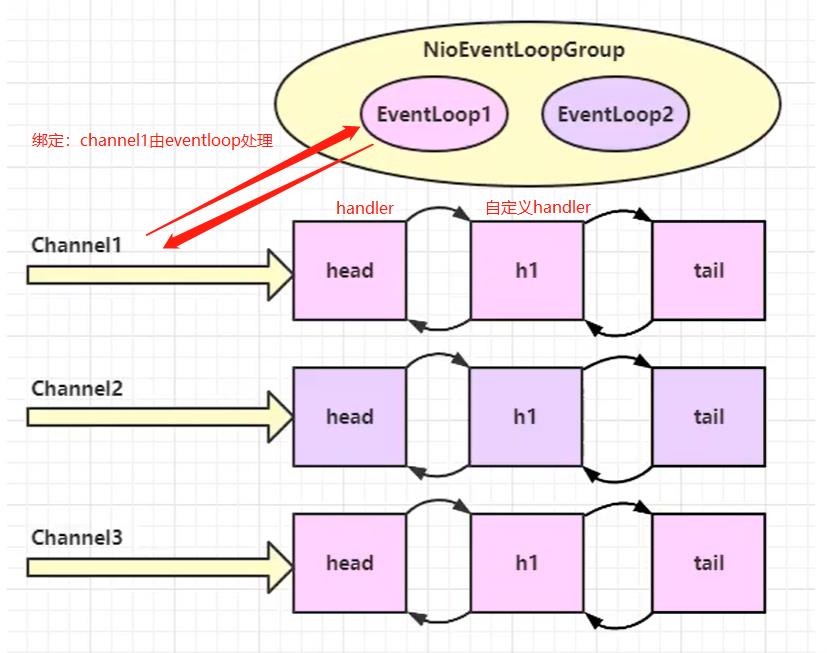 NioEventLoopGroup
EventLoop1
EventLoop2
绑定：channel1由eventloop处理
handler
自定义handler
Channel1
head
h1
tail
Channel2
head
h1
tail
Channel3
head
h1
tail